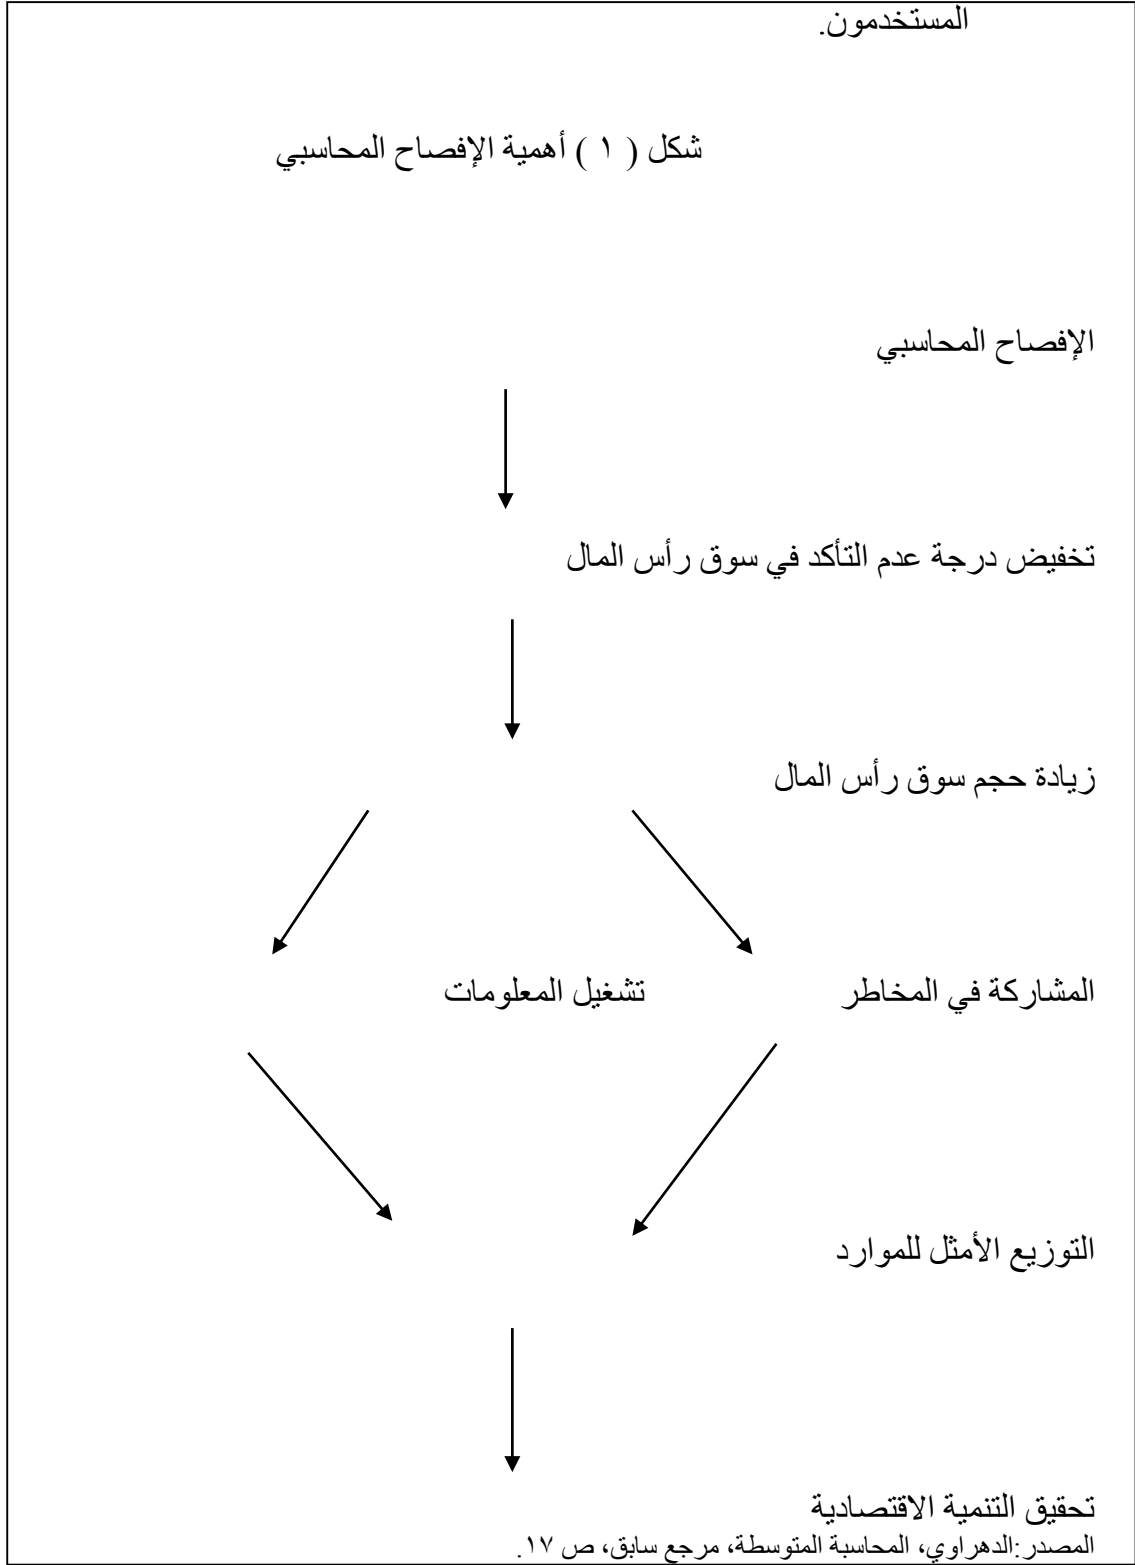 المستخدمون.
شكل ( ١ ) أهمية الإفصاح المحاسبي
الإفصاح المحاسبي
تخفيض درجة عدم التأكد في سوق رأس المال
زيادة حجم سوق رأس المال
المشاركة في المخاطر تشغيل المعلومات
التوزيع الأمثل للموارد
تحقيق التنمية الاقتصادية
المصدر:الدهراوي، المحاسبة المتوسطة، مرجع سابق، ص ١٧.